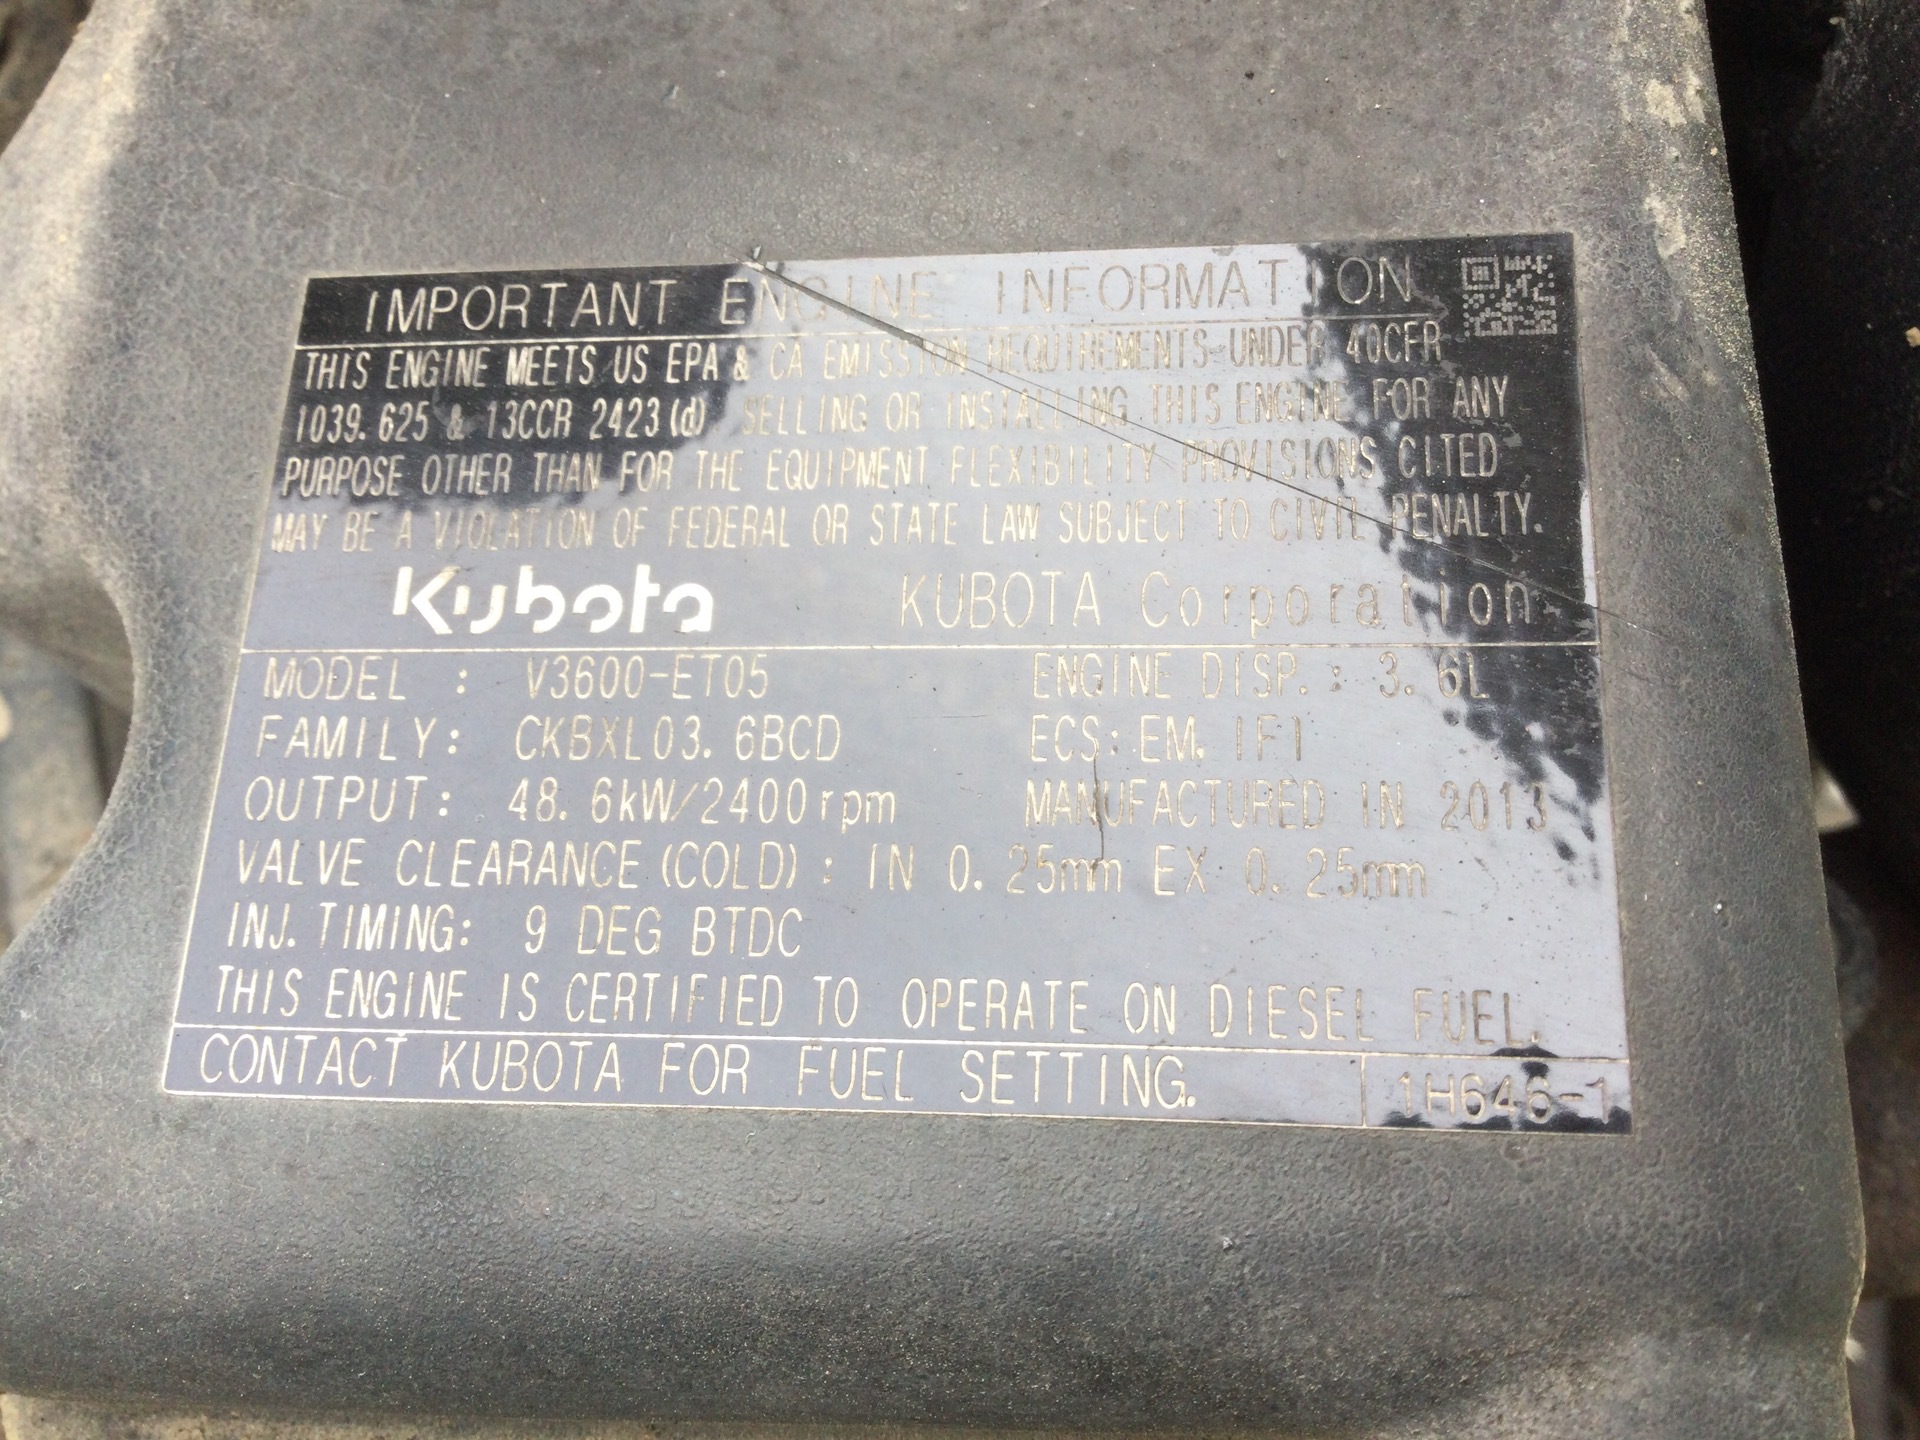 IMPORTANT ENGINE INFORMATION
THIS ENGINE MEETS US EPA & CA EMISSION REQUIREMENTS UNDER 40CFR
1039.625 & 13CCR 2423(d) SELLING OR INSTALLING THIS ENGINE FOR ANY
PURPOSE OTHER THAN FOR THE EQUIPMENT FLEXIBILITY PROVISIONS CITED
MAY BE A VIOLATION OF FEDERAL OR STATE LAW SUBJECT TO CIVIL PENALTY.
Kubota KUBOTA Corporation
MODEL : V3600-ET05 ENGINE DISP.: 3.6L
FAMILY: CKBXL03.6BCD ECS: EM, IFI
OUTPUT: 48.6kW/2400rpm MANUFACTURED IN 2013
VALVE CLEARANCE (COLD) : IN 0.25mm EX 0.25mm
INJ. TIMING: 9 DEG BTDC
THIS ENGINE IS CERTIFIED TO OPERATE ON DIESEL FUEL.
CONTACT KUBOTA FOR FUEL SETTING. 1H646-1